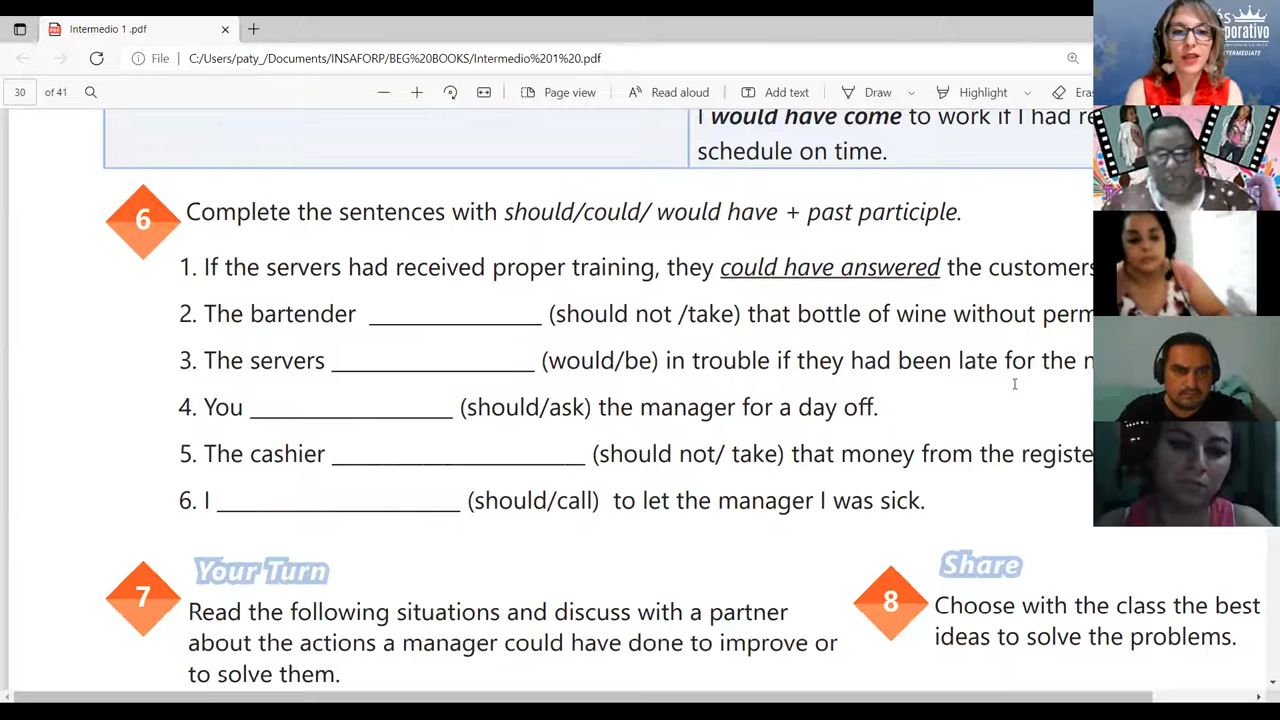 Intermedio 1 .pdf
File C:/Users/paty_/Documents/INSAFORP/BEG%20BOOKS/Intermedio%201%20.pdf
30 of 41 Page view Read aloud Add text Draw Highlight
I would have come to work if I had
schedule on time.
6 Complete the sentences with should/could/ would have + past participle.
1. If the servers had received proper training, they could have answered the customers
2. The bartender ______________ (should not /take) that bottle of wine without
3. The servers ________________ (would/be) in trouble if they had been late for the
4. You ________________ (should/ask) the manager for a day off.
5. The cashier ____________________ (should not/ take) that money from the
6. I ___________________ (should/call) to let the manager I was sick.
7 Your Turn
Read the following situations and discuss with a partner
about the actions a manager could have done to improve or
to solve them.
8 Share
Choose with the class the best
ideas to solve the problems.